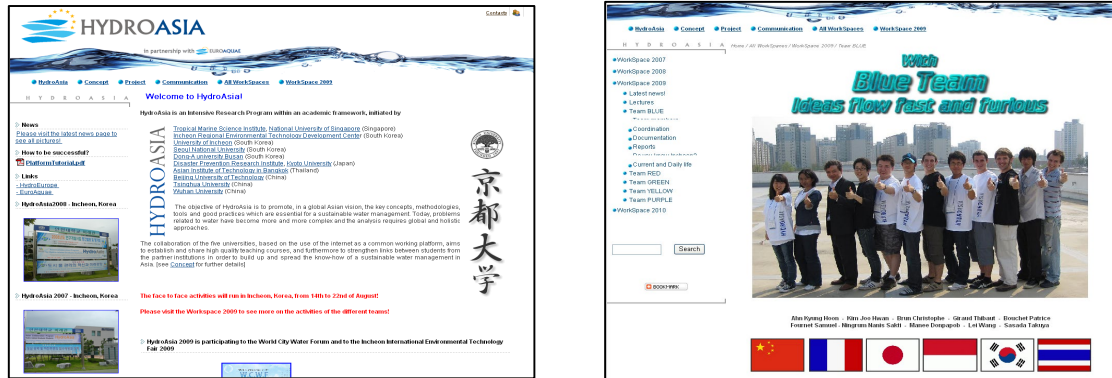 HYDROASIA
Contacts
in partnership with EUROAQUAE
HydroAsia Concept Project Communication All WorkSpaces WorkSpace 2009
H Y D R O A S I A
News
Please visit the latest news page to
see all pictures!
How to be successful?
PlatformTutorial.pdf
Links
- HydroEurope
- EuroAquae
HydroAsia2008 - Incheon, Korea
HydroAsia 2007 - Incheon, Korea
Welcome to HydroAsia!
HydroAsia is an Intensive Research Program within an academic framework, initiated by
HYDROASIA
Tropical Marine Science Institute, National University of Singapore (Singapore)
Incheon Regional Environmental Technology Development Center (South Korea)
University of Incheon (South Korea)
Seoul National University (South Korea)
Dong-A university Busan (South Korea)
Disaster Prevention Research Institute, Kyoto University (Japan)
Asian Institute of Technology in Bangkok (Thailand)
Beijing University of Technology (China)
Tsinghua University (China)
Wuhan University (China)
京都大学
The objective of HydroAsia is to promote, in a global Asian vision, the key concepts, methodologies,
tools and good practices which are essential for a sustainable water management. Today, problems
related to water have become more and more complex and the analysis requires global and holistic
approaches.
The collaboration of the five universities, based on the use of the internet as a common working platform, aims
to establish and share high quality teaching courses, and furthermore to strengthen links between students from
the partner institutions in order to build up and spread the know-how of a sustainable water management in
Asia. [see Concept for further details]
The face to face activities will run in Incheon, Korea, from 14th to 22nd of August!
Please visit the Workspace 2009 to see more on the activities of the different teams!
HydroAsia 2009 is participating to the World City Water Forum and to the Incheon International Environmental Technology
Fair 2009
W C W F
HydroAsia Concept Project Communication All WorkSpaces WorkSpace 2009
H Y D R O A S I A
Home / All WorkSpaces / WorkSpace 2009 / Team BLUE
WorkSpace 2007
WorkSpace 2008
WorkSpace 2009
Latest news!
Lectures
Team BLUE
Team members
Coordination
Documentation
Reports
Current and Daily life
Team RED
Team GREEN
Team YELLOW
Team PURPLE
WorkSpace 2010
Search
BOOKMARK
With
Blue Team
Ideas flow fast and furious
Ahn Kyung Hoon - Kim Joo Hwan - Brun Christophe - Giraud Thibaut - Bouchet Patrice
Fournet Samuel - Ningrums Nanis Sakti - Manee Donpapob - Lei Wang - Sasada Takuya